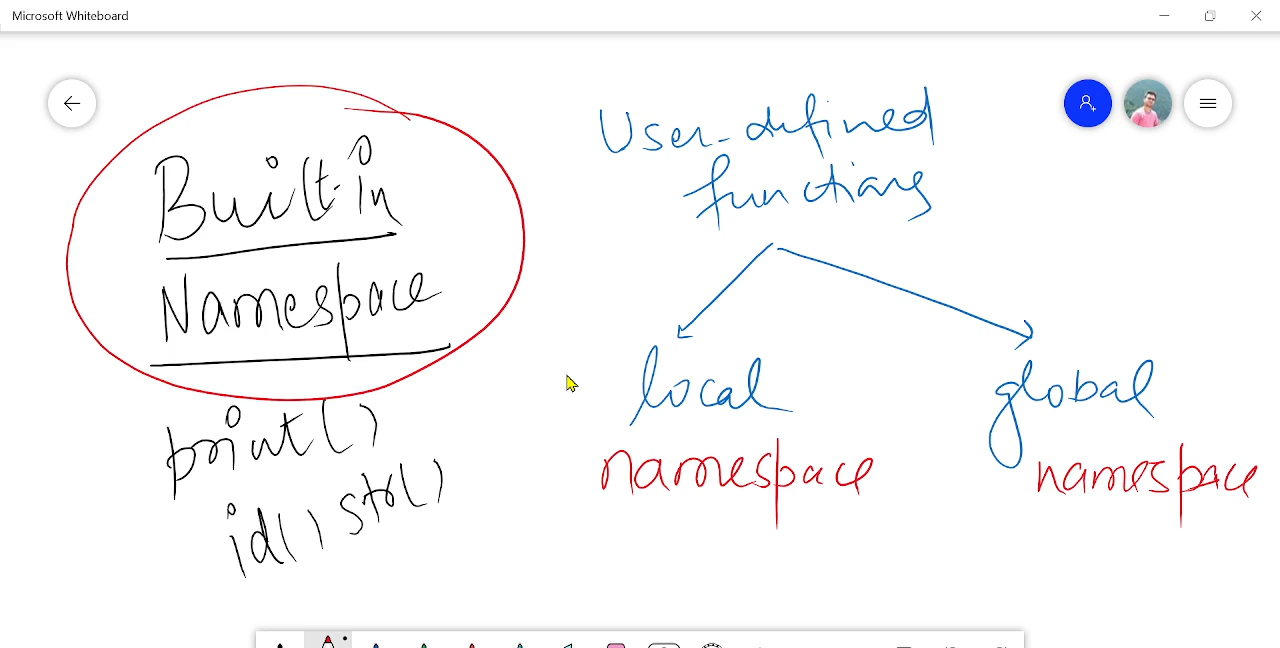 Microsoft Whiteboard
Built-in
Namespace
print()
id() str()
User-defined
functions
local
namespace
global
namespace